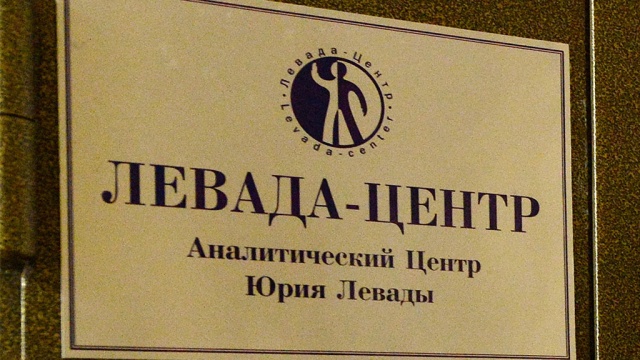 Левада-Центр
Levada-center
ЛЕВАДА-ЦЕНТР
Аналитический Центр
Юрия Левады